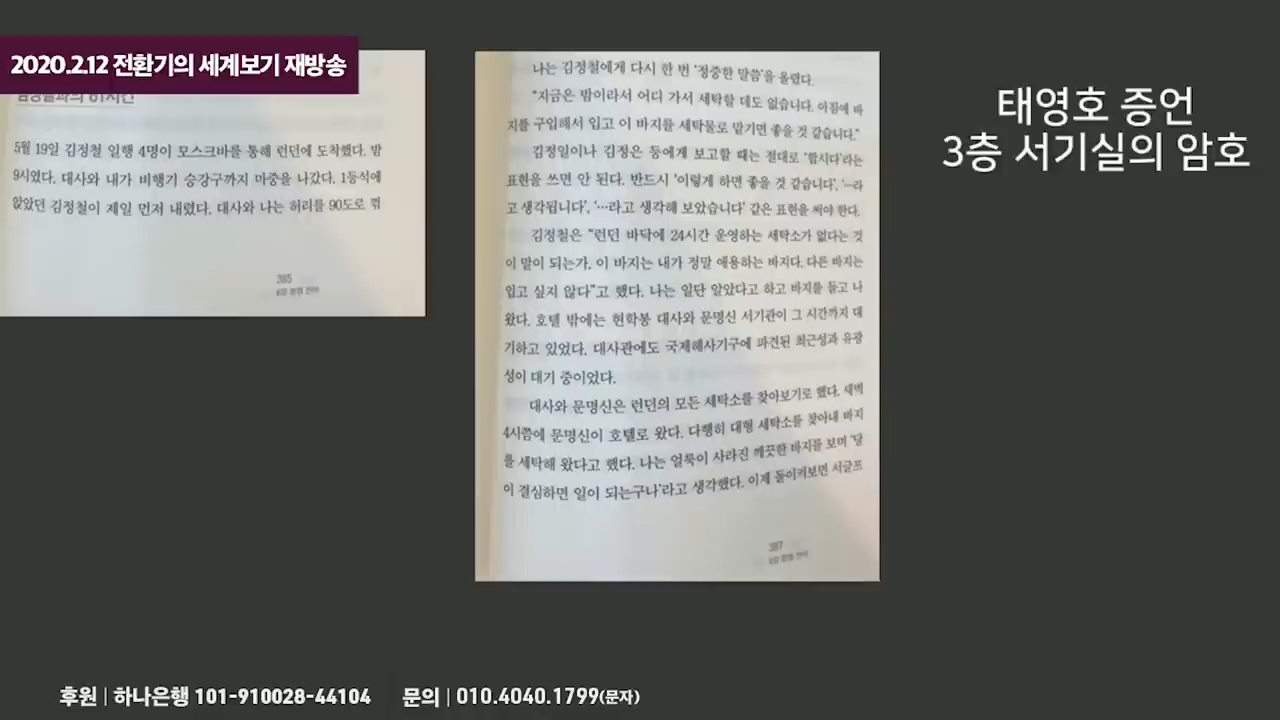 2020.2.12 전환기의 세계보기 재방송
5월 19일 김정철 일행 4명이 모스크바를 통해 런던에 도착했다. 밤
9시였다. 대사와 내가 비행기 승강구까지 마중을 나갔다. 1등석에
앉았던 김정철이 제일 먼저 내렸다. 대사와 나는 허리를 90도로 꺾
385
나는 김정철에게 다시 한 번 '정중한 말씀'을 올렸다.
"지금은 밤이라서 어디 가서 세탁할 데도 없습니다. 아침에 바
지를 구입해서 입고 이 바지를 세탁물로 맡기면 좋을 것 같습니다."
김정일이나 김정은 등에게 보고할 때는 절대로 '합시다'라는
표현을 쓰면 안 된다. 반드시 '이렇게 하면 좋을 것 같습니다', '…라
고 생각됩니다', '…라고 생각해 보았습니다' 같은 표현을 써야 한다.
김정철은 "런던 바닥에 24시간 운영하는 세탁소가 없다는 것
이 말이 되는가. 이 바지는 내가 정말 애용하는 바지다. 다른 바지는
입고 싶지 않다"고 했다. 나는 일단 알았다고 하고 바지를 들고 나
왔다. 호텔 밖에는 현학봉 대사와 문명신 서기관이 그 시간까지 대
기하고 있었다. 대사관에도 국제해사기구에 파견된 최근성과 유광
성이 대기 중이었다.
대사와 문명신은 런던의 모든 세탁소를 찾아보기로 했다. 새벽
4시쯤에 문명신이 호텔로 왔다. 다행히 대형 세탁소를 찾아내 바지
를 세탁해 왔다고 했다. 나는 얼룩이 사라진 깨끗한 바지를 보며 '당
이 결심하면 일이 되는구나'라고 생각했다. 이제 돌이켜보면 서글프
387
태영호 증언
3층 서기실의 암호
후원 | 하나은행 101-910028-44104 문의 | 010.4040.1799(문자)